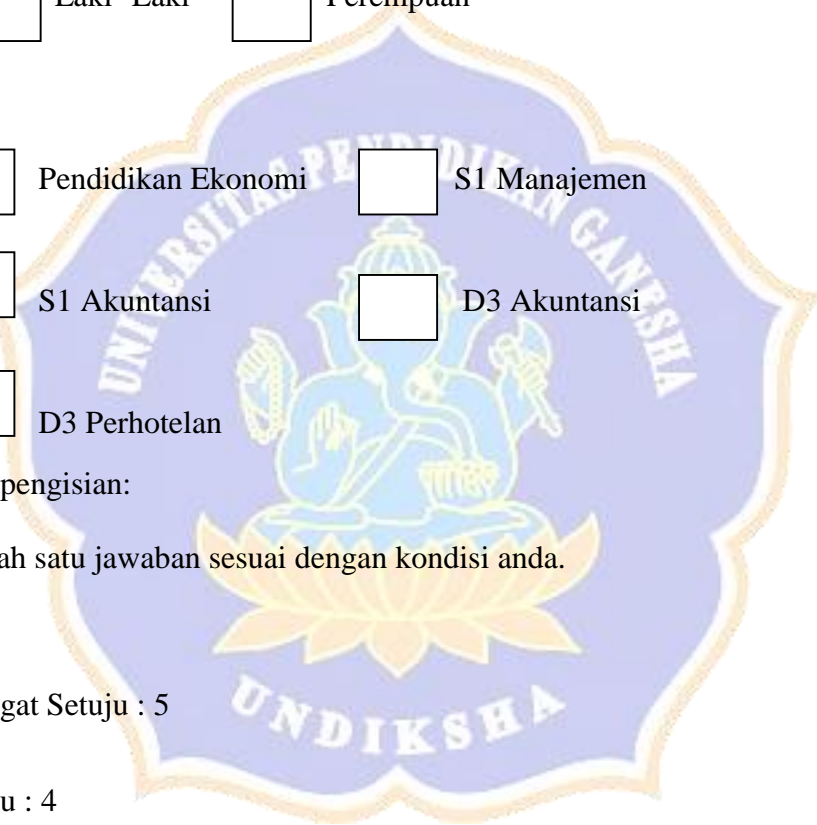 Laki- Laki Perempuan
Pendidikan Ekonomi S1 Manajemen
UNIVERSITAS PENDIDIKAN GANESHA
S1 Akuntansi D3 Akuntansi
D3 Perhotelan
pengisian:
ah satu jawaban sesuai dengan kondisi anda.
gat Setuju : 5
UNDIKSHA
u : 4